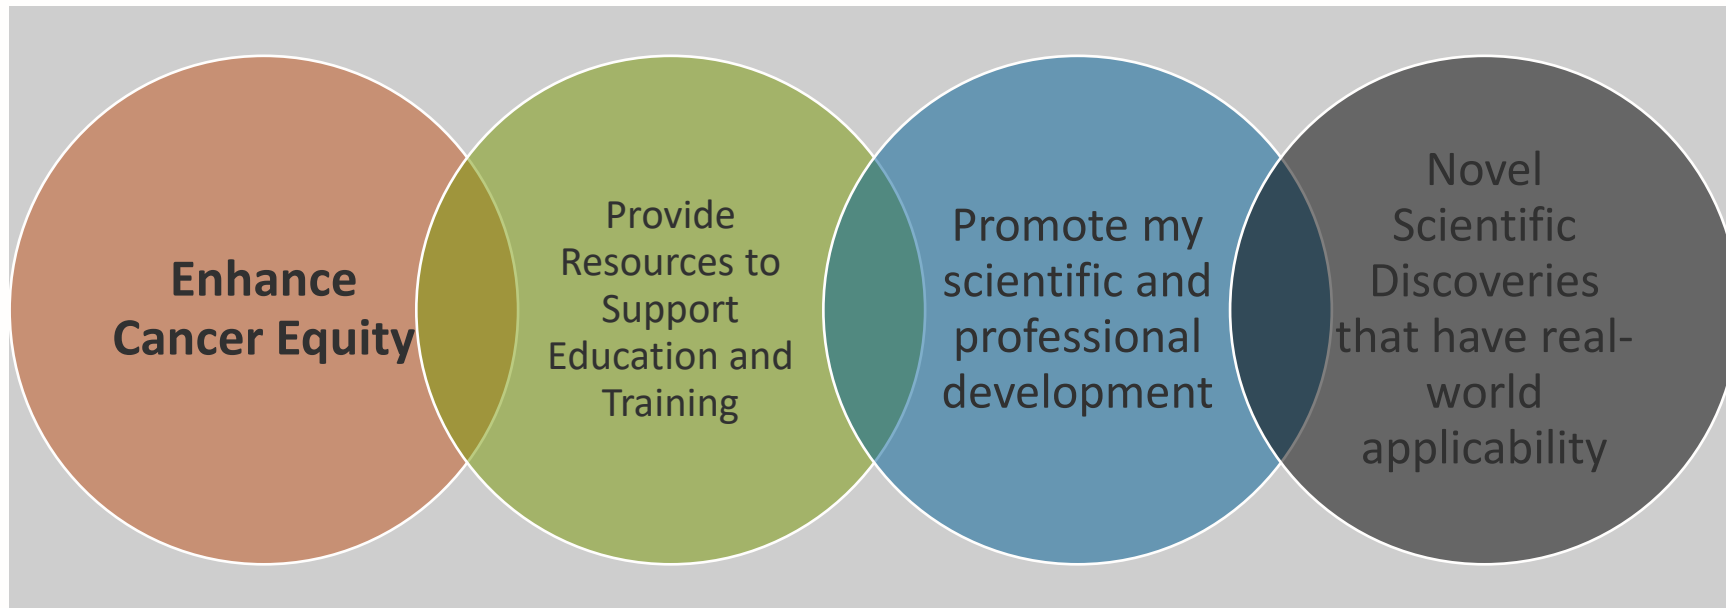 Enhance
Cancer Equity
Provide
Resources to
Support
Education and
Training
Promote my
scientific and
professional
development
Novel
Scientific
Discoveries
that have real-
world
applicability